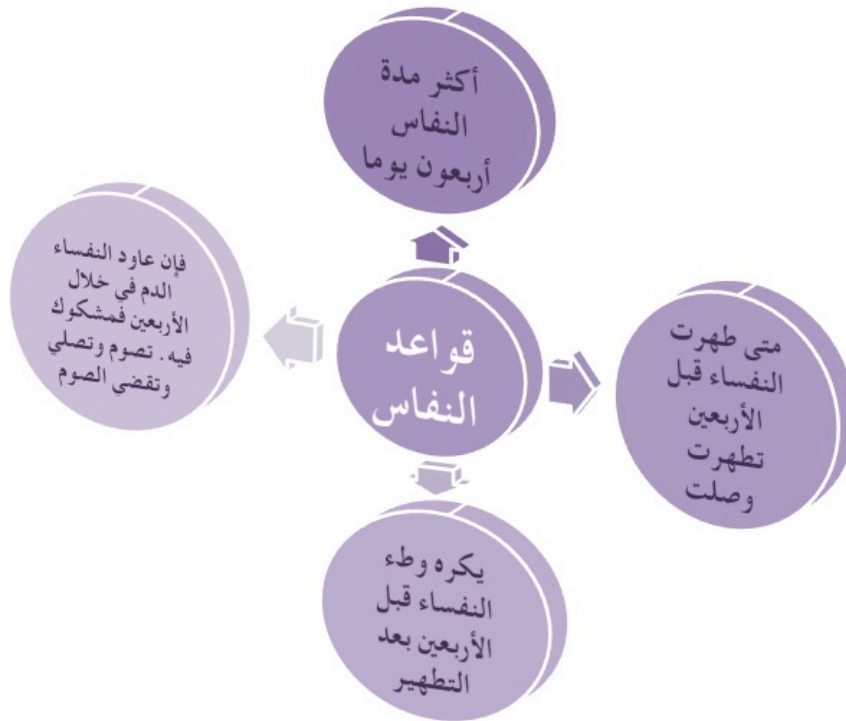 قواعد
النفاس
أكثر مدة
النفاس
أربعون يوما
متى طهرت
النفساء قبل
الأربعين
تطهرت
وصلت
يكره وطء
النفساء قبل
الأربعين بعد
التطهير
فإن عاود النفساء
الدم في خلال
الأربعين فمشكوك
فيه. تصوم وتصلي
وتقضي الصوم